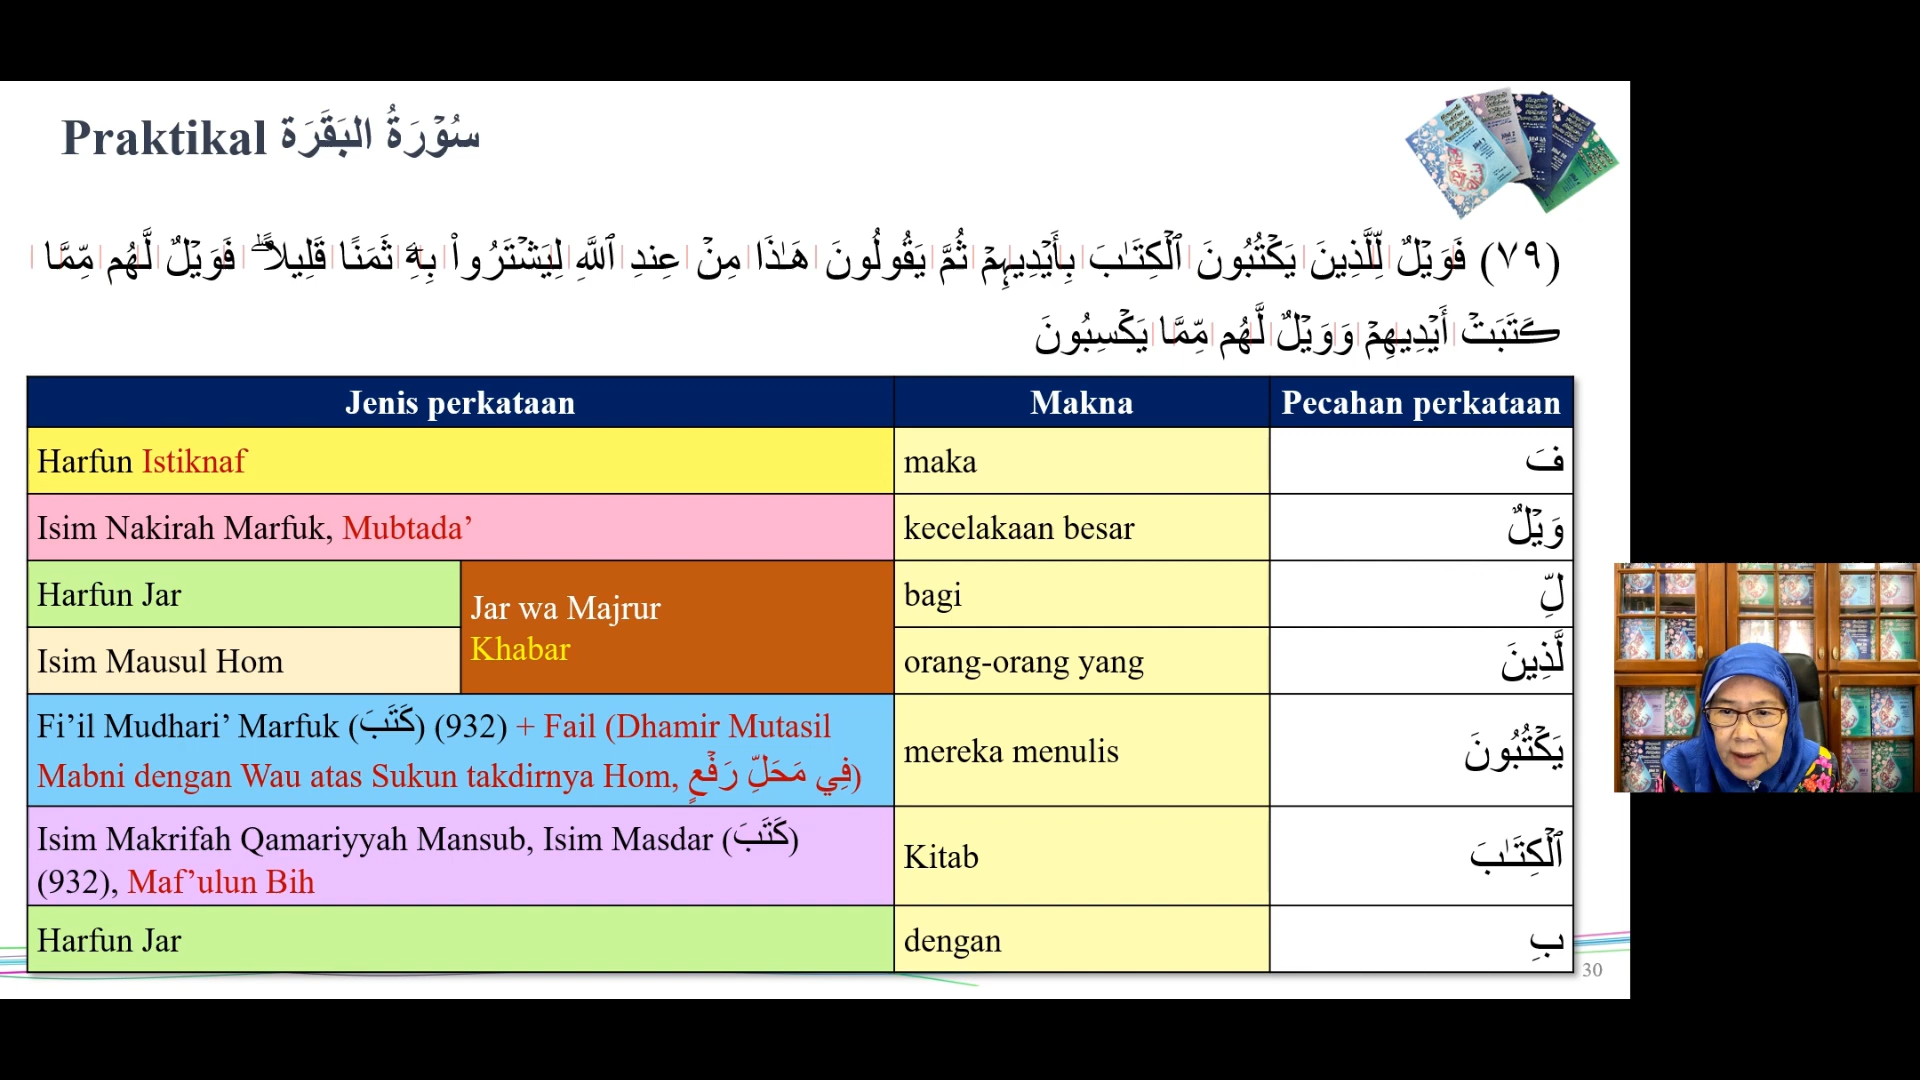 Praktikal سُوْرَةُ البَقَرَة
(٧٩) فَوَيْلٌ لِّلَّذِينَ يَكْتُبُونَ ٱلْكِتَـٰبَ بِأَيْدِيهِمْ ثُمَّ يَقُولُونَ هَـٰذَا مِنْ عِندِ ٱللَّهِ لِيَشْتَرُوا۟ بِهِۦ ثَمَنًا قَلِيلاً ۖ فَوَيْلٌ لَّهُم مِّمَّا
كَتَبَتْ أَيْدِيهِمْ وَوَيْلٌ لَّهُم مِّمَّا يَكْسِبُونَ
Jenis perkataan Makna Pecahan perkataan
Harfun Istiknaf maka فَ
Isim Nakirah Marfuk, Mubtada’ kecelakaan besar وَيْلٌ
Harfun Jar bagi لِّ
Jar wa Majrur
Khabar
Isim Mausul Hom orang-orang yang لَّذِينَ
Fi’il Mudhari’ Marfuk (كَتَبَ) (932) + Fail (Dhamir Mutasil
Mabni dengan Wau atas Sukun takdirnya Hom, فِي مَحَلِّ رَفْعٍ)
mereka menulis يَكْتُبُونَ
Isim Makrifah Qamariyyah Mansub, Isim Masdar (كَتَبَ)
(932), Maf’ulun Bih
Kitab ٱلْكِتَـٰبَ
Harfun Jar dengan بِ
30